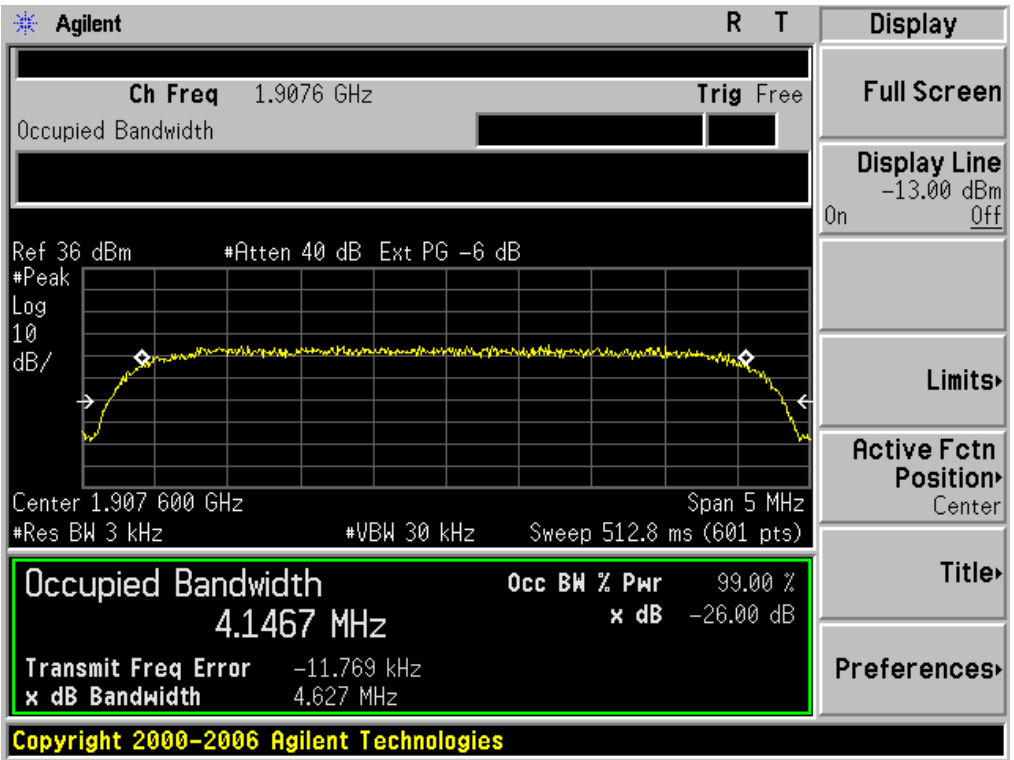 Agilent R T
Ch Freq 1.9076 GHz Trig Free
Occupied Bandwidth
Ref 36 dBm #Atten 40 dB Ext PG −6 dB
#Peak
Log
10
dB/
Center 1.907 600 GHz Span 5 MHz
#Res BW 3 kHz #VBW 30 kHz Sweep 512.8 ms (601 pts)
Occupied Bandwidth Occ BW % Pwr 99.00 %
4.1467 MHz x dB −26.00 dB
Transmit Freq Error −11.769 kHz
x dB Bandwidth 4.627 MHz
Copyright 2000−2006 Agilent Technologies
Display
Full Screen
Display Line
−13.00 dBm
On Off
Limits
Active Fctn
Position
Center
Title
Preferences